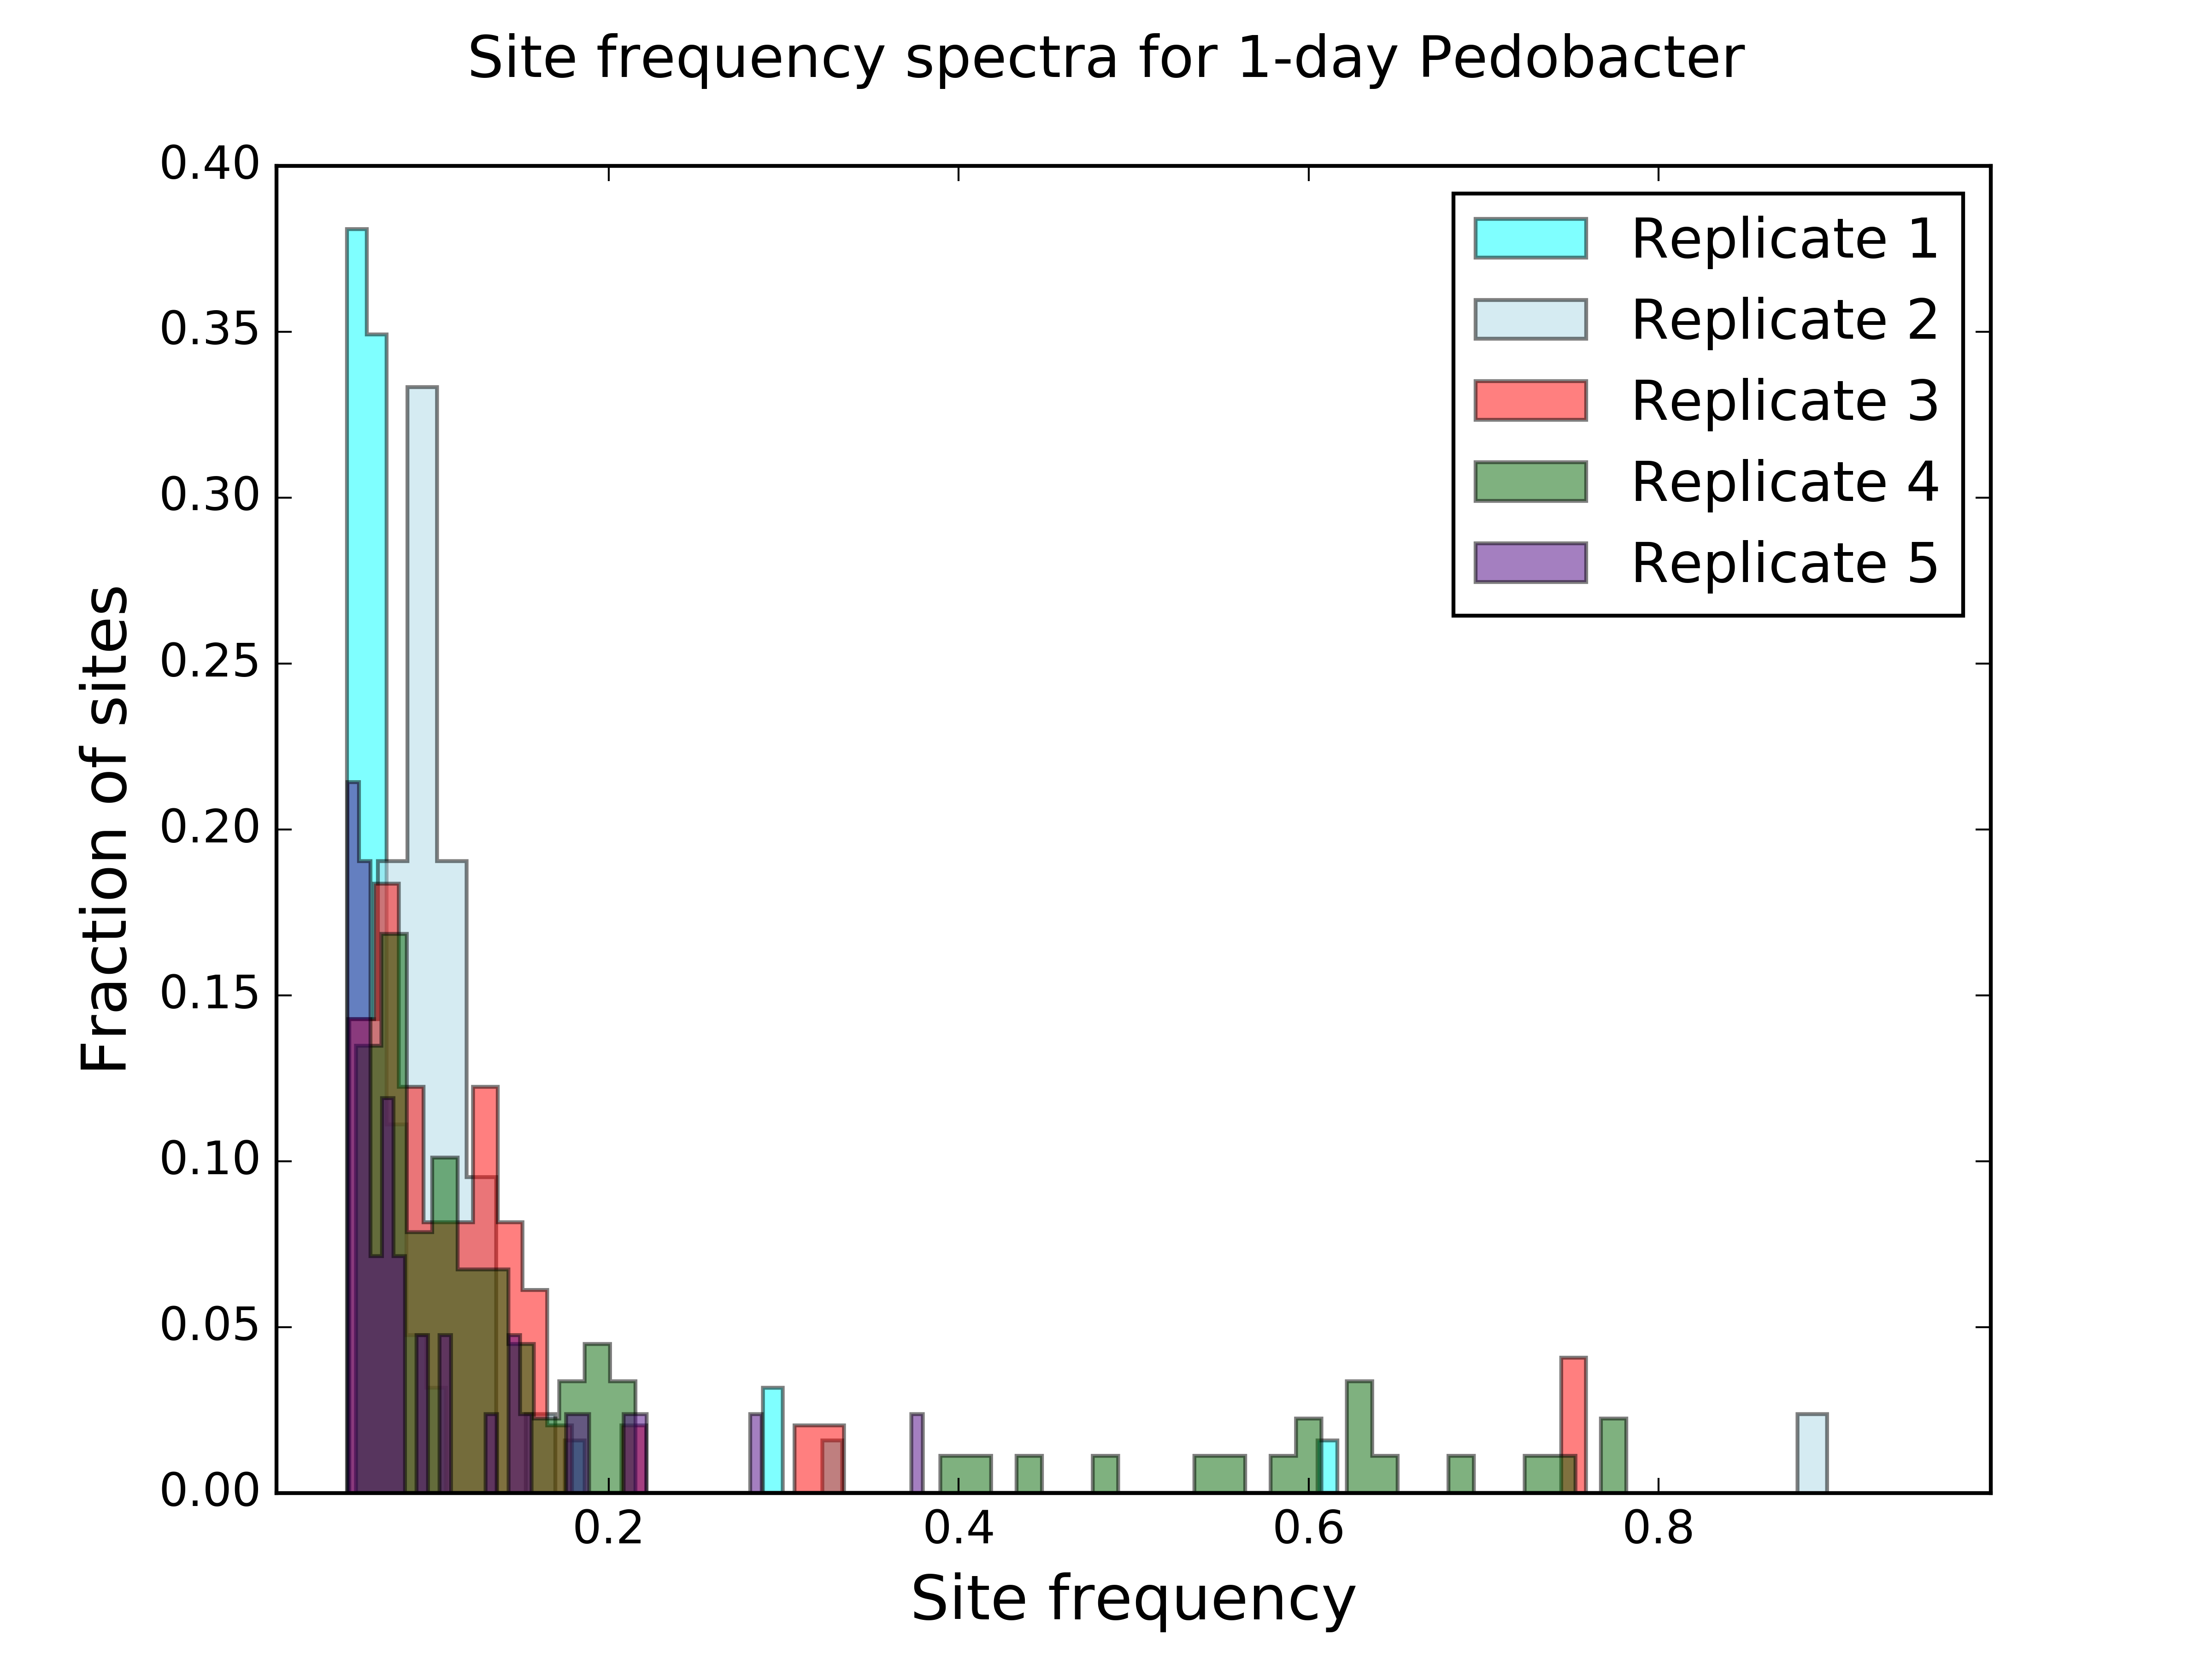 Site frequency spectra for 1-day Pedobacter
0.40
0.35
0.30
0.25
0.20
0.15
0.10
0.05
0.00
Fraction of sites
Replicate 1
Replicate 2
Replicate 3
Replicate 4
Replicate 5
0.2 0.4 0.6 0.8
Site frequency